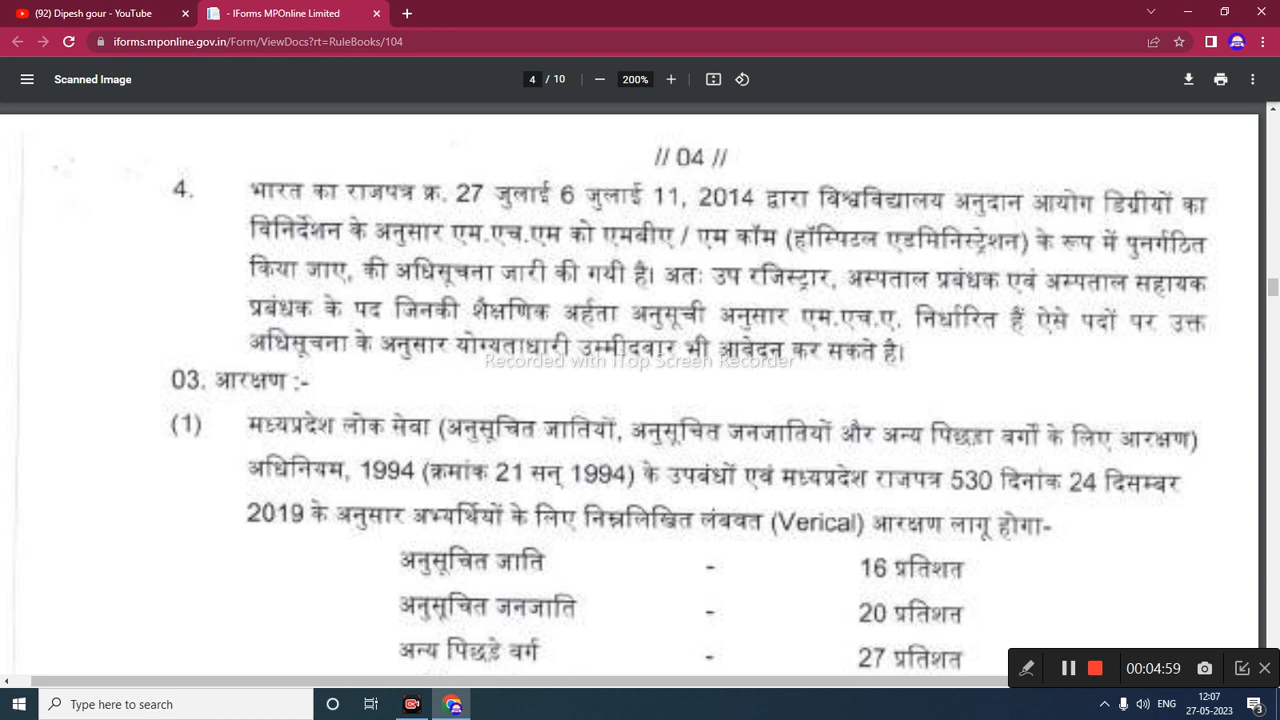 (92) Dipesh gour - YouTube
- IForms MPOnline Limited
iforms.mponline.gov.in/Form/ViewDocs?rt=RuleBooks/104
Scanned Image
4 / 10
200%
// 04 //
4. भारत का राजपत्र क्र. 27 जुलाई 6 जुलाई 11, 2014 द्वारा विश्वविद्यालय अनुदान आयोग डिग्रीयों का
विनिर्देशन के अनुसार एम.एच.एम को एमबीए / एम कॉम (हॉस्पिटल एडमिनिस्ट्रेशन) के रूप में पुनर्गठित
किया जाए, की अधिसूचना जारी की गयी है। अतः उप रजिस्ट्रार, अस्पताल प्रबंधक एवं अस्पताल सहायक
प्रबंधक के पद जिनकी शैक्षणिक अर्हता अनुसूची अनुसार एम.एच.ए. निर्धारित हैं ऐसे पदों पर उक्त
अधिसूचना के अनुसार योग्यताधारी उम्मीदवार भी आवेदन कर सकते है।
Recorded with iTop Screen Recorder
03. आरक्षण :-
(1) मध्यप्रदेश लोक सेवा (अनुसूचित जातियों, अनुसूचित जनजातियों और अन्य पिछड़ा वर्गों के लिए आरक्षण)
अधिनियम, 1994 (क्रमांक 21 सन् 1994) के उपबंधों एवं मध्यप्रदेश राजपत्र 530 दिनांक 24 दिसम्बर
2019 के अनुसार अभ्यर्थियों के लिए निम्नलिखित लंबवत (Verical) आरक्षण लागू होगा-
अनुसूचित जाति - 16 प्रतिशत
अनुसूचित जनजाति - 20 प्रतिशत
अन्य पिछड़े वर्ग - 27 प्रतिशत
00:04:59
Type here to search
ENG
12:07
27-05-2023
3